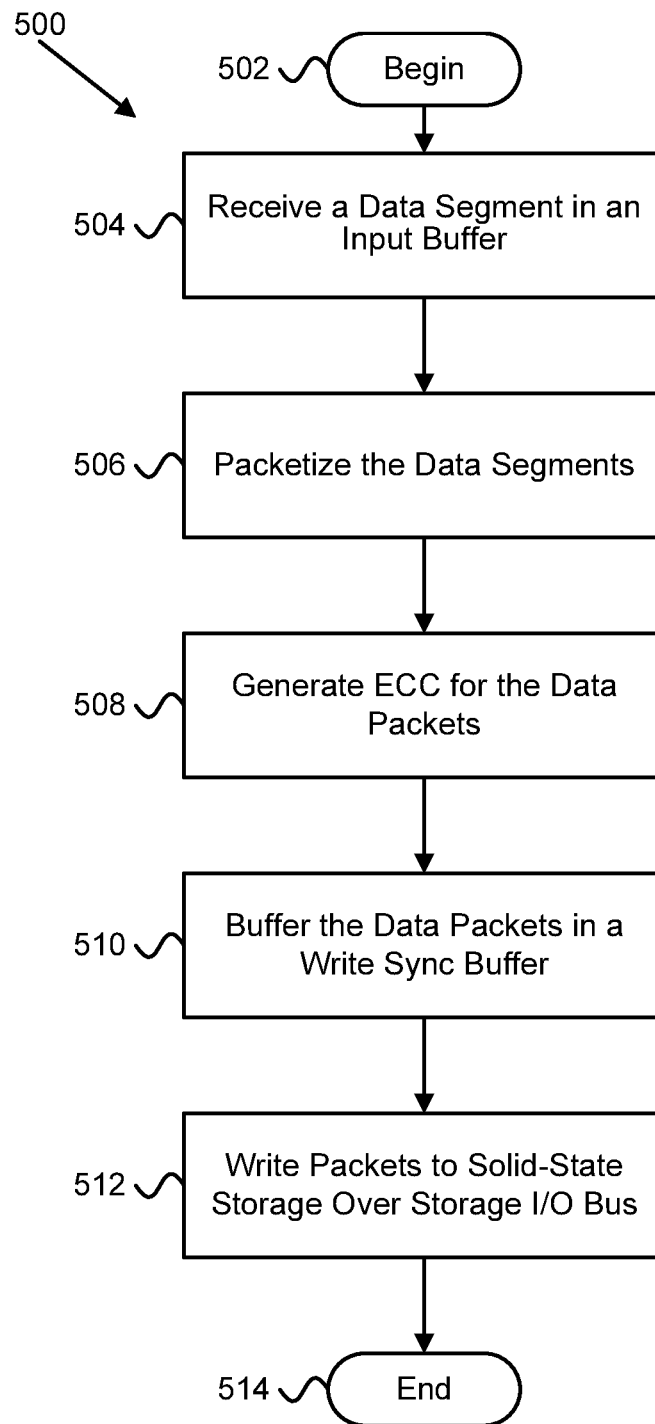 500
502
Begin
504
Receive a Data Segment in an
Input Buffer
506
Packetize the Data Segments
508
Generate ECC for the Data
Packets
510
Buffer the Data Packets in a
Write Sync Buffer
512
Write Packets to Solid-State
Storage Over Storage I/O Bus
514
End